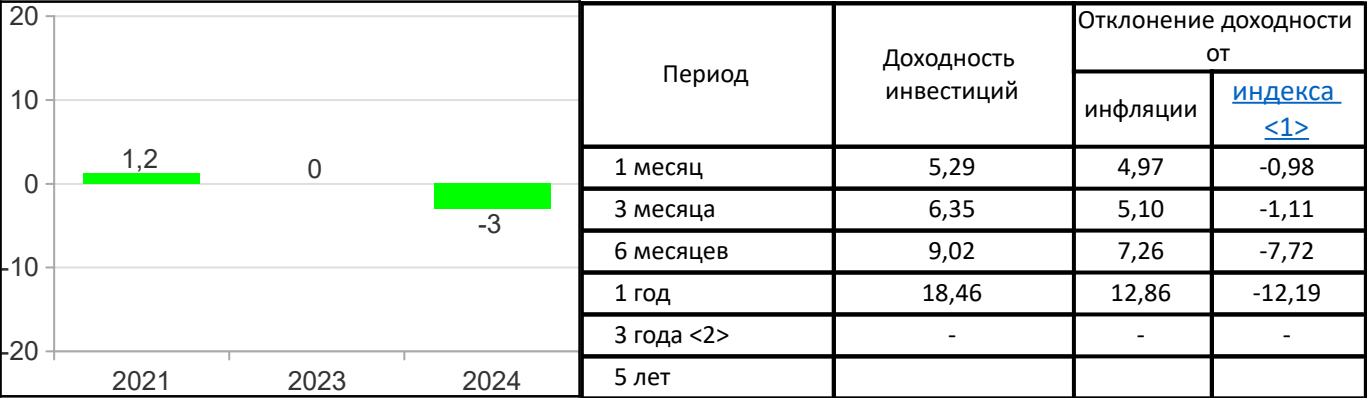 20
10
0
-10
-20
1,2
0
-3
2021 2023 2024
Период
Доходность
инвестиций
Отклонение доходности
от
инфляции
индекса
<1>
1 месяц 5,29 4,97 -0,98
3 месяца 6,35 5,10 -1,11
6 месяцев 9,02 7,26 -7,72
1 год 18,46 12,86 -12,19
3 года <2> - - -
5 лет